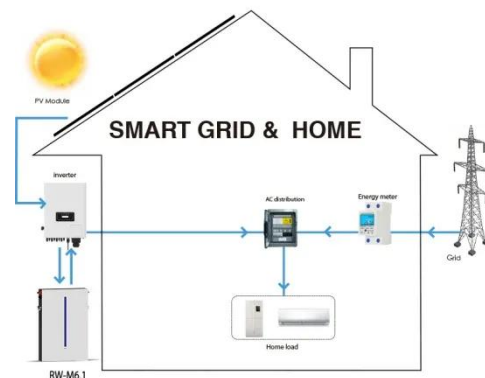 PV Module
SMART GRID & HOME
Inverter
AC distribution
Energy meter
Grid
Home load
RW-M6.1